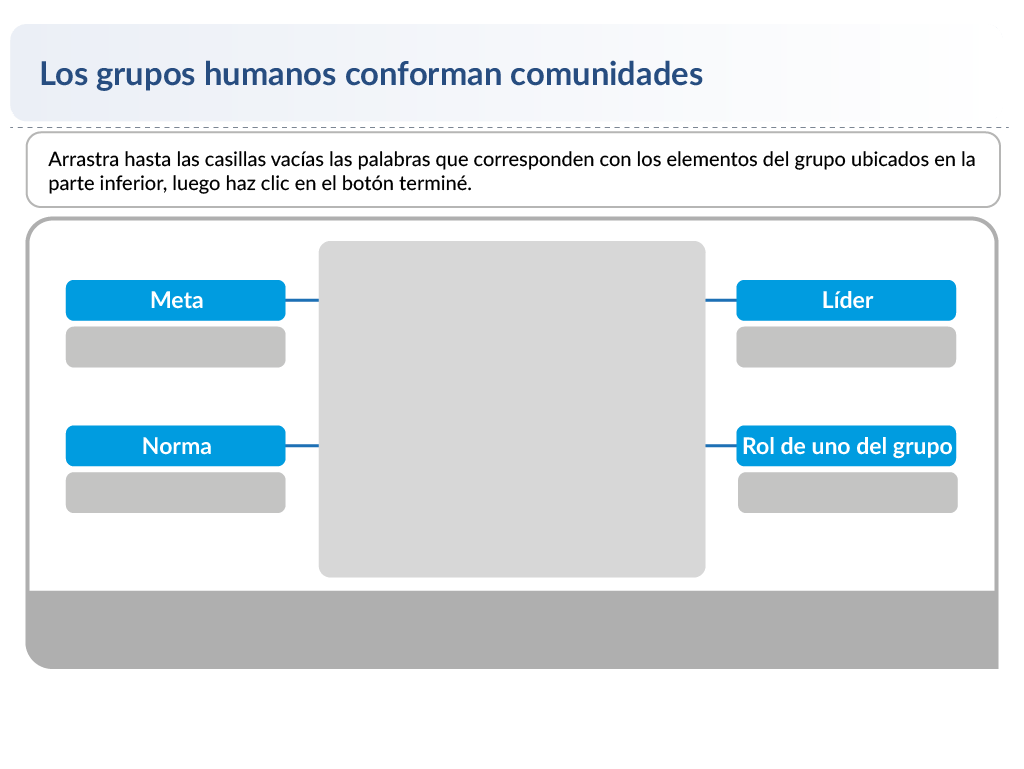 Los grupos humanos conforman comunidades
Arrastra hasta las casillas vacías las palabras que corresponden con los elementos del grupo ubicados en la
parte inferior, luego haz clic en el botón terminé.
Meta
Líder
Norma
Rol de uno del grupo